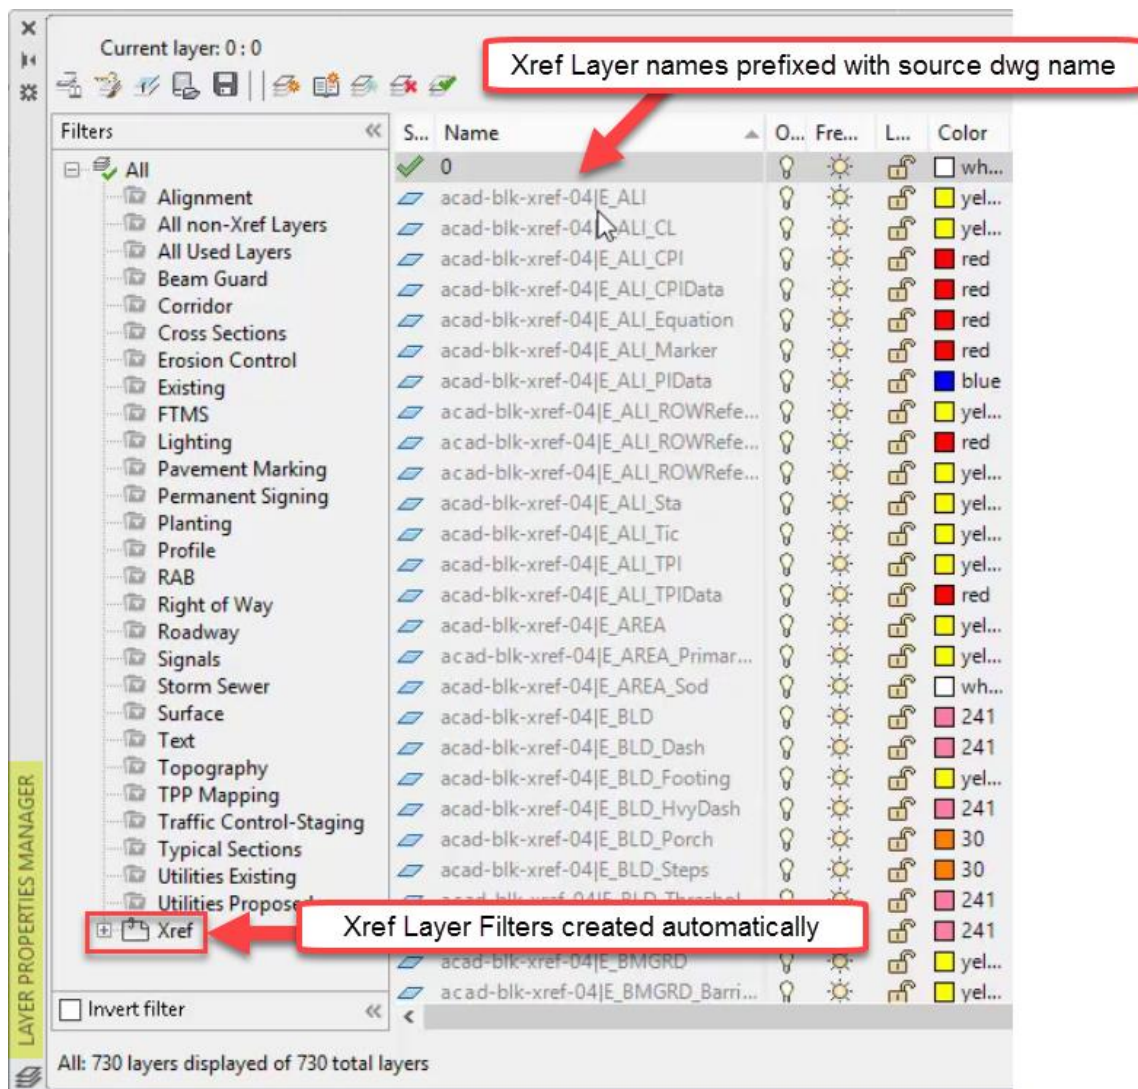 Current layer: 0 : 0
Xref Layer names prefixed with source dwg name
Filters
All
Alignment
All non-Xref Layers
All Used Layers
Beam Guard
Corridor
Cross Sections
Erosion Control
Existing
FTMS
Lighting
Pavement Marking
Permanent Signing
Planting
Profile
RAB
Right of Way
Roadway
Signals
Storm Sewer
Surface
Text
Topography
TPP Mapping
Traffic Control-Staging
Typical Sections
Utilities Existing
Utilities Proposed
Xref
Invert filter
S... Name O... Fre... L... Color
0 wh...
acad-blk-xref-04|E_ALI yel...
acad-blk-xref-04|E_ALI_CL yel...
acad-blk-xref-04|E_ALI_CPI red
acad-blk-xref-04|E_ALI_CPIData red
acad-blk-xref-04|E_ALI_Equation red
acad-blk-xref-04|E_ALI_Marker red
acad-blk-xref-04|E_ALI_PIData blue
acad-blk-xref-04|E_ALI_ROWRefe... yel...
acad-blk-xref-04|E_ALI_ROWRefe... red
acad-blk-xref-04|E_ALI_ROWRefe... yel...
acad-blk-xref-04|E_ALI_Sta yel...
acad-blk-xref-04|E_ALI_Tic yel...
acad-blk-xref-04|E_ALI_TPI yel...
acad-blk-xref-04|E_ALI_TPIData red
acad-blk-xref-04|E_AREA yel...
acad-blk-xref-04|E_AREA_Primar... yel...
acad-blk-xref-04|E_AREA_Sod wh...
acad-blk-xref-04|E_BLD 241
acad-blk-xref-04|E_BLD_Dash 241
acad-blk-xref-04|E_BLD_Footing yel...
acad-blk-xref-04|E_BLD_HvyDash 241
acad-blk-xref-04|E_BLD_Porch 30
acad-blk-xref-04|E_BLD_Steps 30
241
Xref Layer Filters created automatically
241
acad-blk-xref-04|E_BMGRD yel...
acad-blk-xref-04|E_BMGRD_Barri... yel...
LAYER PROPERTIES MANAGER
All: 730 layers displayed of 730 total layers